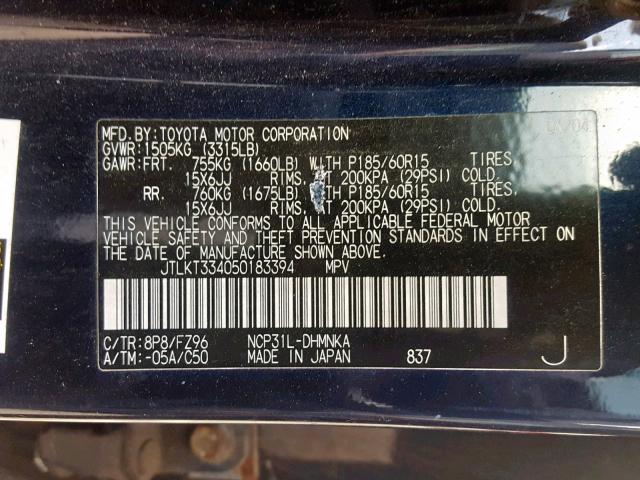 MFD.BY:TOYOTA MOTOR CORPORATION
GVWR:1505KG (3315LB)
GAWR:FRT. 755KG (1660LB) WITH P185/60R15 TIRES
15X6JJ RIMS, AT 200KPA (29PSI) COLD.
RR. 760KG (1675LB) WITH P185/60R15 TIRES,
15X6JJ RIMS, AT 200KPA (29PSI) COLD.
THIS VEHICLE CONFORMS TO ALL APPLICABLE FEDERAL MOTOR
VEHICLE SAFETY AND THEFT PREVENTION STANDARDS IN EFFECT ON
THE DATE OF MANUFACTURE SHOWN ABOVE.
JTLKT334050183394 MPV
C/TR:8P8/FZ96 NCP31L-DHMNKA
A/TM:-05A/C50 MADE IN JAPAN 837 J